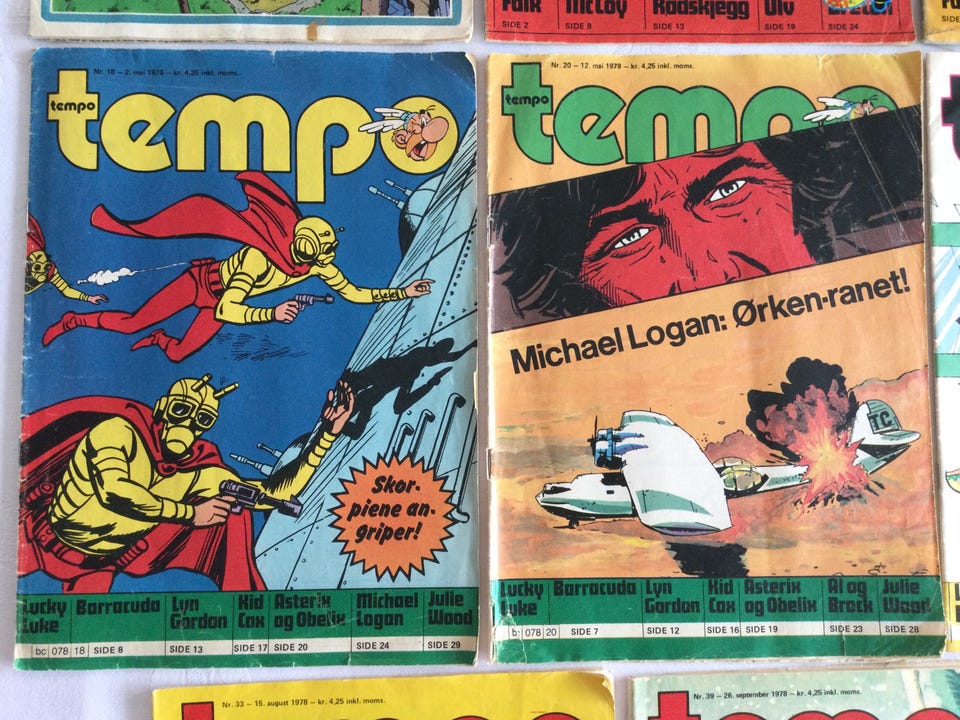 Falk
McCoy
Rodskjegg
Ulv
SIDE 2
SIDE 8
SIDE 13
SIDE 19
SIDE 24
Nr. 18 – 2. mai 1978 – kr. 4,25 inkl. moms.
tempo
tempo
Skor-
piene an-
griper!
Lucky
Luke
Barracuda
Lyn
Gordon
Kid
Cox
Asterix
og Obelix
Michael
Logan
Julie
Wood
bc 078 18
SIDE 8
SIDE 13
SIDE 17
SIDE 20
SIDE 24
SIDE 29
Nr. 20 – 12. mai 1978 – kr. 4,25 inkl. moms.
tempo
tempo
Michael Logan: Ørken-ranet!
T.C
Lucky
Luke
Barracuda
Lyn
Gordon
Kid
Cox
Asterix
og Obelix
Al og
Brock
Julie
Wood
bc 078 20
SIDE 7
SIDE 12
SIDE 16
SIDE 19
SIDE 23
SIDE 28
Nr. 33 – 15. august 1978 – kr. 4,25 inkl. moms.
tempo
Nr. 39 – 26. september 1978 – kr. 4,25 inkl. moms.